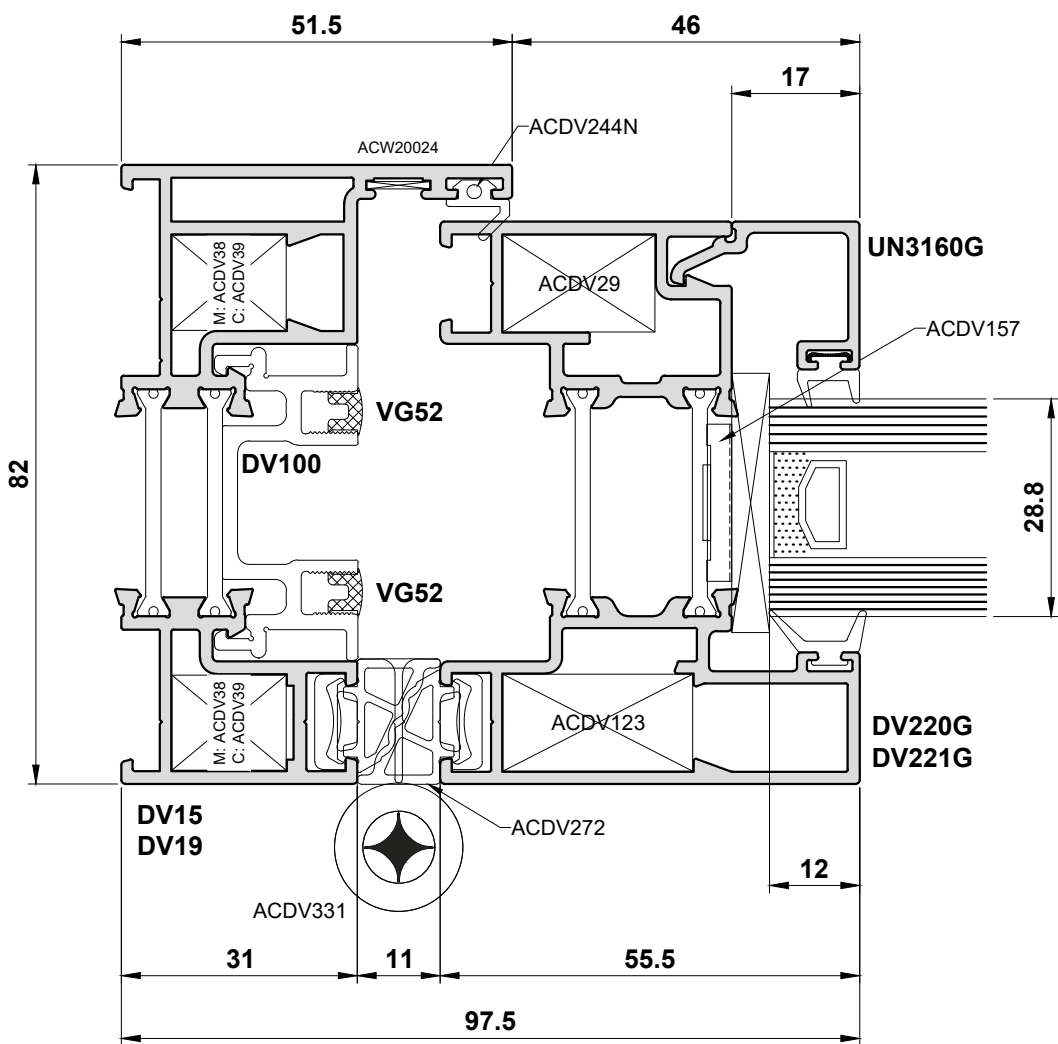 51.5
46
17
ACDV244N
ACW20024
UN3160G
M: ACDV38
C: ACDV39
ACDV29
ACDV157
VG52
DV100
82
28.8
VG52
M: ACDV38
C: ACDV39
ACDV123
DV220G
DV221G
DV15
DV19
ACDV272
12
ACDV331
31
11
55.5
97.5